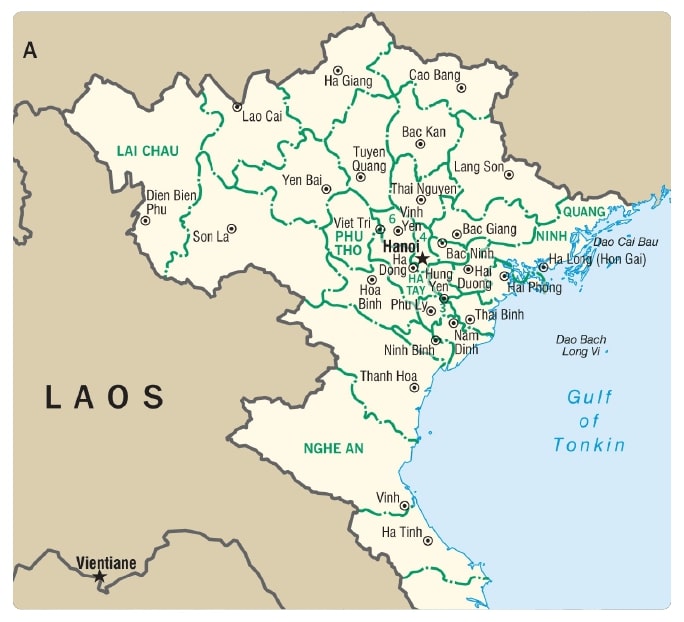 A
Cao Bang
Ha Giang
Lao Cai
Bac Kan
LAI CHAU
Tuyen
Quang
Lang Son
Yen Bai
Thai Nguyen
Dien Bien
Phu
QUANG
NINH
6
Vinh
Yen
Viet Tri
PHU
THO
Bac Giang
Son La
4
Dao Cai Bau
Hanoi
Bac Ninh
Ha Long (Hon Gai)
Ha
Dong
Hung
Yen
Hai
Duong
HA
TAY
Hai Phong
Hoa
Binh
Phu Ly
3
Thai Binh
Nam
Dinh
Ninh Binh
Dao Bach
Long Vi
Thanh Hoa
LAOS
Gulf
of
Tonkin
NGHE AN
Vinh
Ha Tinh
Vientiane